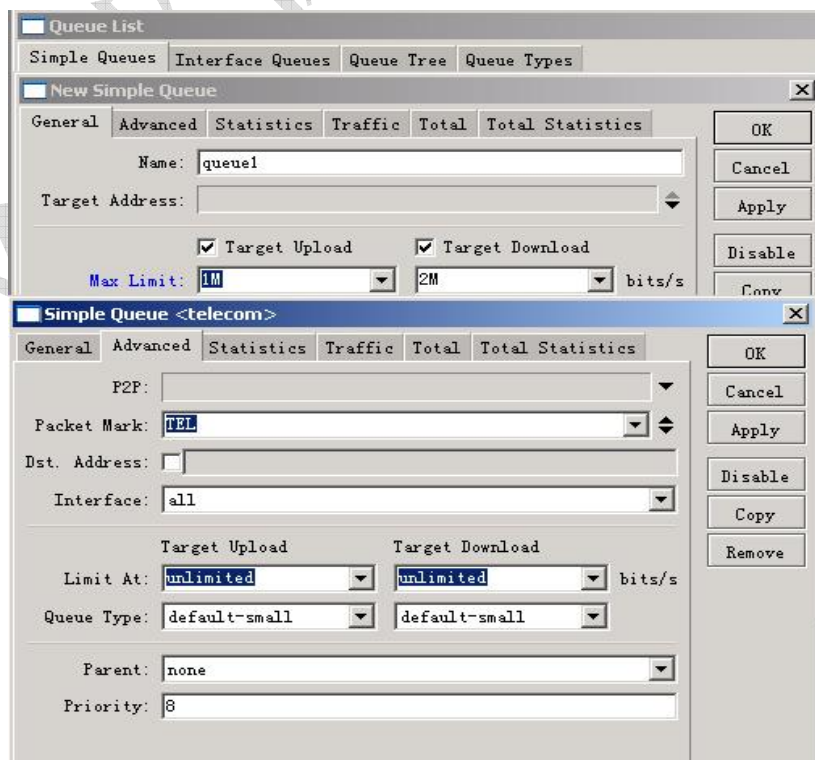 Queue List
Simple Queues Interface Queues Queue Tree Queue Types
New Simple Queue
General Advanced Statistics Traffic Total Total Statistics OK
Name: queue1 Cancel
Target Address: Apply
Target Upload Target Download Disable
Max Limit: 1M 2M bits/s Copy
Simple Queue <telecom>
General Advanced Statistics Traffic Total Total Statistics OK
P2P: Cancel
Packet Mark: TEL Apply
Dst. Address: Disable
Interface: all Copy
Target Upload Target Download Remove
Limit At: unlimited unlimited bits/s
Queue Type: default-small default-small
Parent: none
Priority: 8